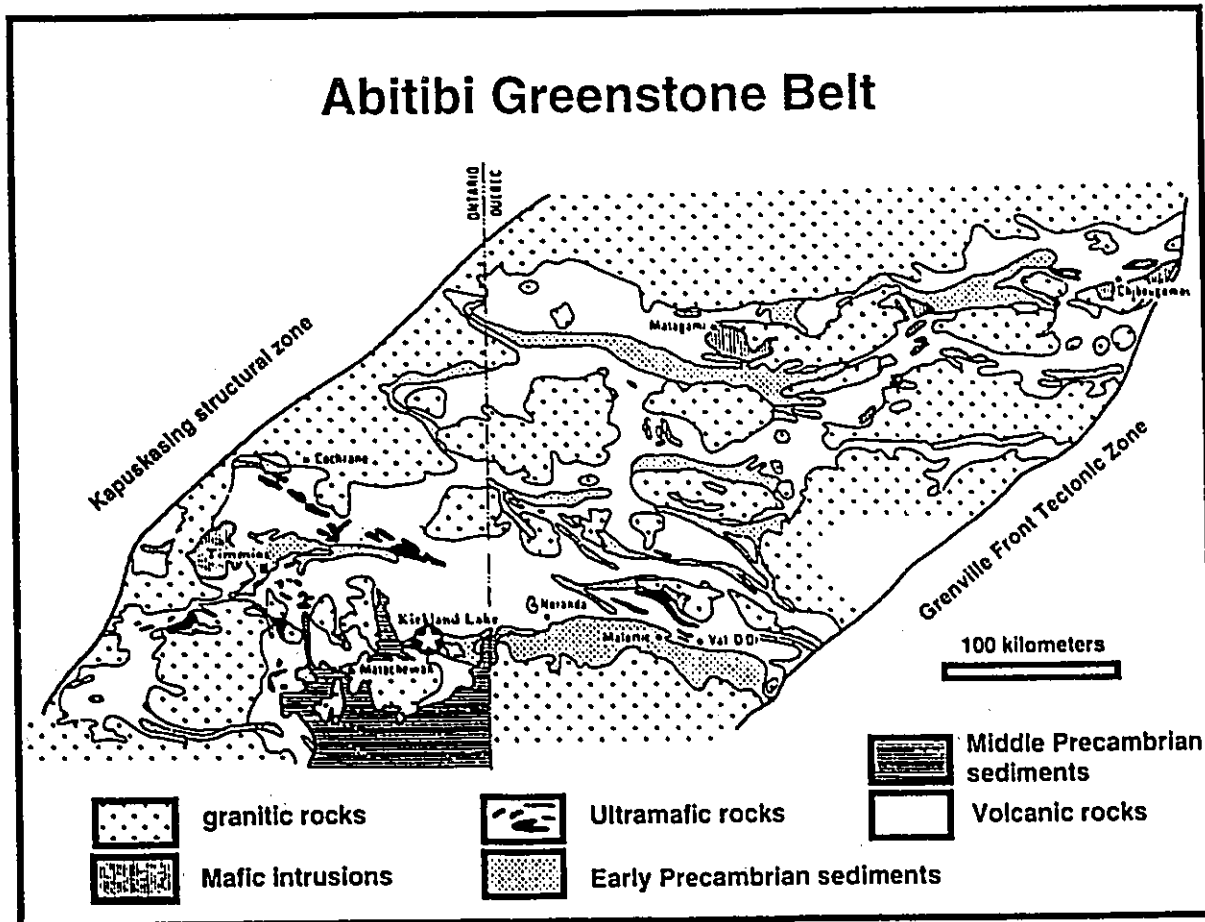 Abitibi Greenstone Belt
ONTARIO
QUEBEC
Kapuskasing structural zone
Chibougamau
Matagami
Cochrane
Timmins
Noranda
Kirkland Lake
Malartic
Val D'Or
Matachewan
Grenville Front Tectonic Zone
100 kilometers
Middle Precambrian
sediments
granitic rocks
Ultramafic rocks
Volcanic rocks
Mafic intrusions
Early Precambrian sediments